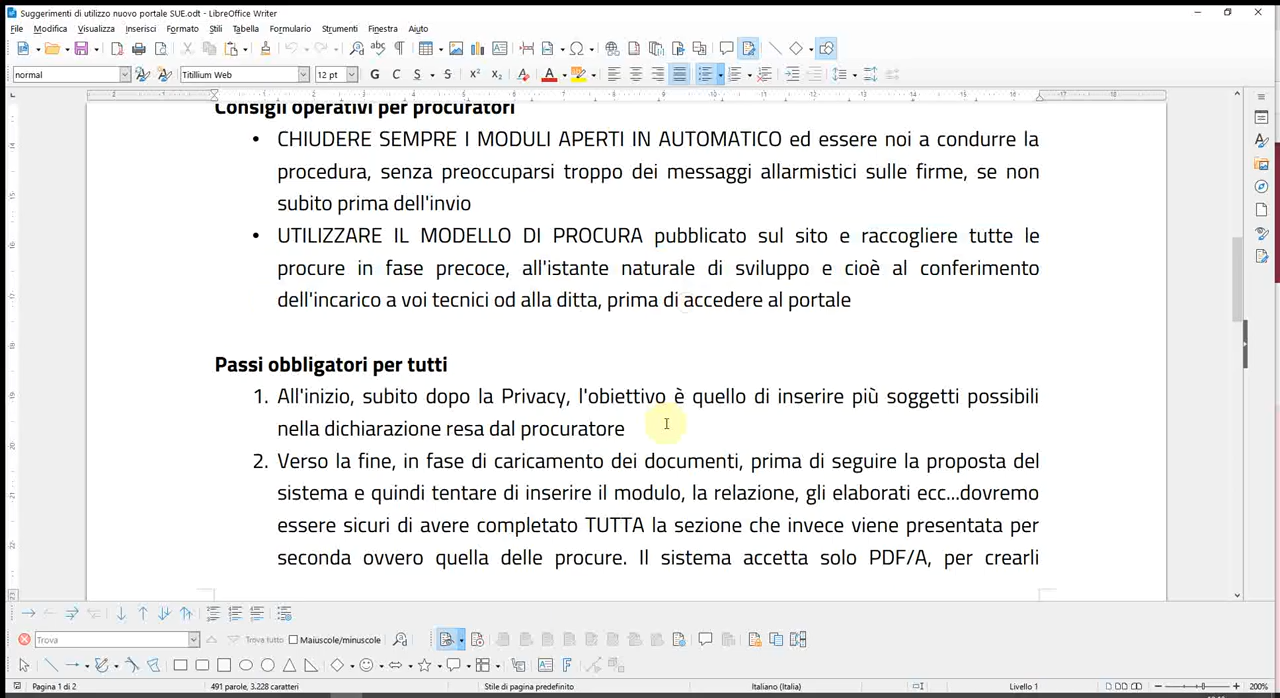 Suggerimenti di utilizzo nuovo portale SUE.odt - LibreOffice Writer
File Modifica Visualizza Inserisci Formato Stili Tabella Formulario Strumenti Finestra Aiuto
normal Titillium Web 12 pt G C S S
Consigli operativi per procuratori
• CHIUDERE SEMPRE I MODULI APERTI IN AUTOMATICO ed essere noi a condurre la
procedura, senza preoccuparsi troppo dei messaggi allarmistici sulle firme, se non
subito prima dell'invio
• UTILIZZARE IL MODELLO DI PROCURA pubblicato sul sito e raccogliere tutte le
procure in fase precoce, all'istante naturale di sviluppo e cioè al conferimento
dell'incarico a voi tecnici od alla ditta, prima di accedere al portale
Passi obbligatori per tutti
1. All'inizio, subito dopo la Privacy, l'obiettivo è quello di inserire più soggetti possibili
nella dichiarazione resa dal procuratore
2. Verso la fine, in fase di caricamento dei documenti, prima di seguire la proposta del
sistema e quindi tentare di inserire il modulo, la relazione, gli elaborati ecc...dovremo
essere sicuri di avere completato TUTTA la sezione che invece viene presentata per
seconda ovvero quella delle procure. Il sistema accetta solo PDF/A, per crearli
Trova Trova tutto Maiuscole/minuscole
Pagina 1 di 2 491 parole, 3.228 caratteri Stile di pagina predefinito Italiano (Italia) Livello 1 200%